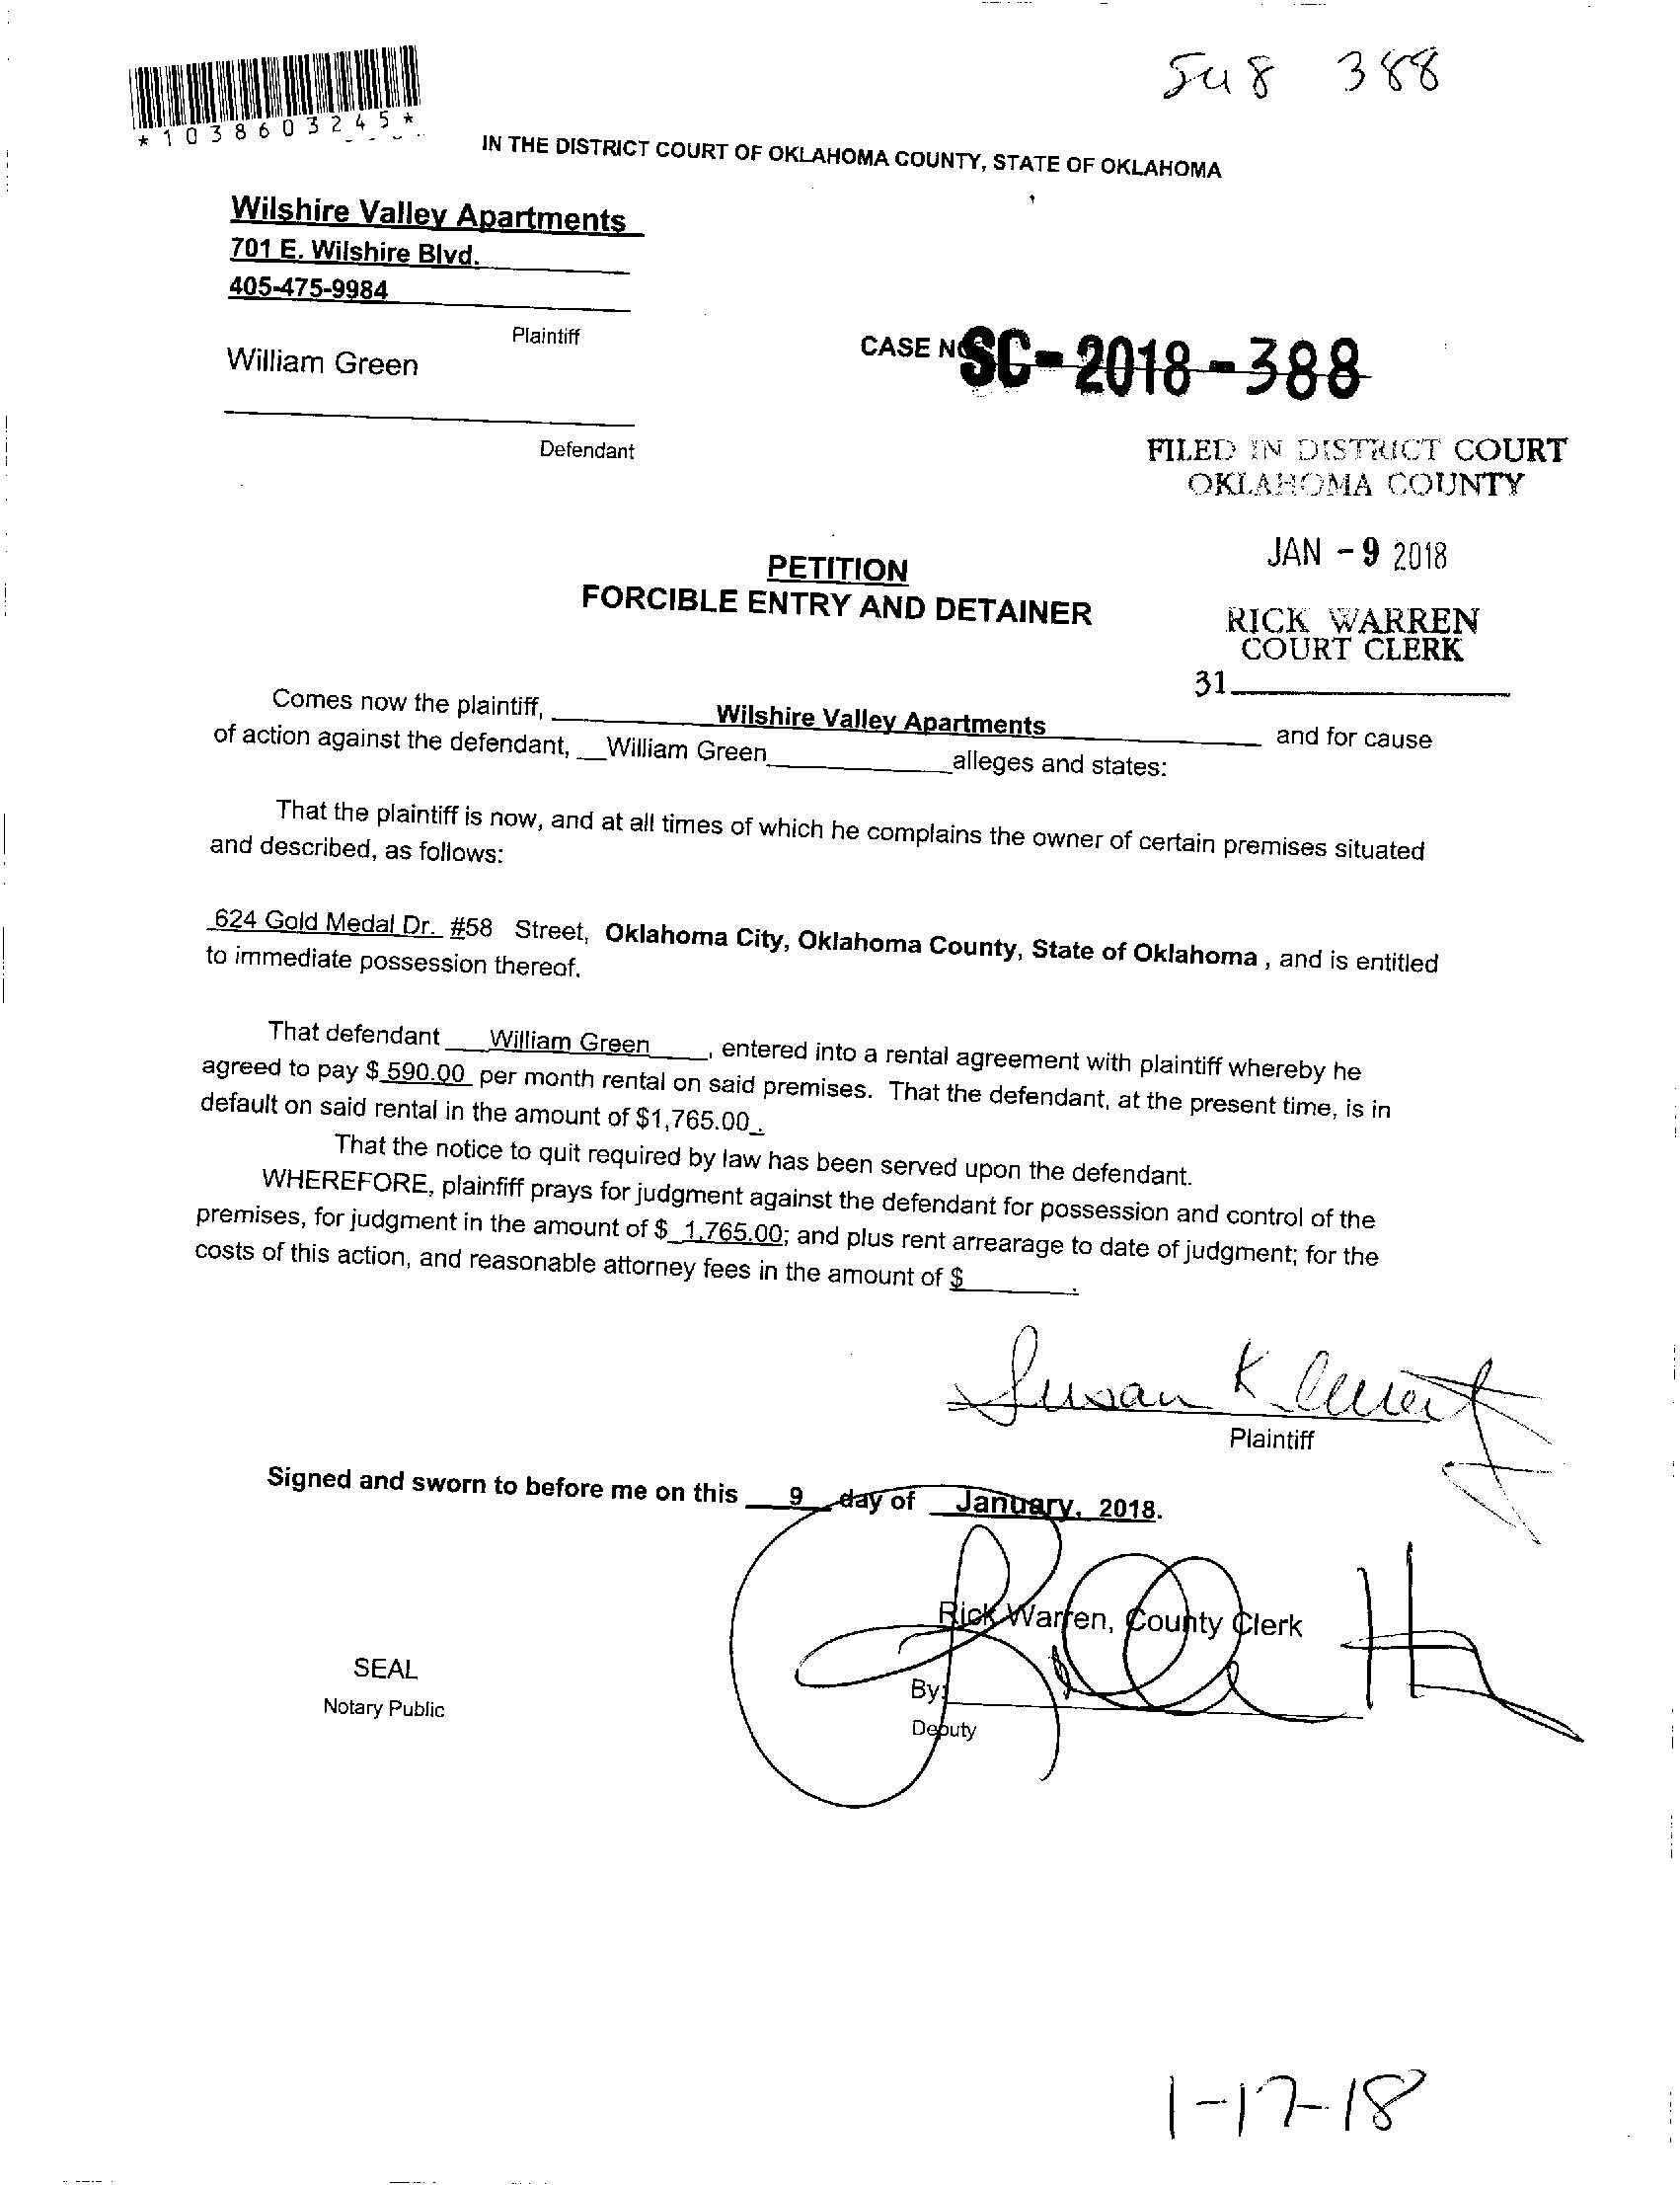 *1038603245*
388
IN THE DISTRICT COURT OF OKLAHOMA COUNTY, STATE OF OKLAHOMA
Wilshire Valley Apartments
701 E. Wilshire Blvd.
405-475-9984
Plaintiff
William Green
CASE NO SC-2018-388
Defendant
FILED IN DISTRICT COURT
OKLAHOMA COUNTY
JAN -9 2018
PETITION
FORCIBLE ENTRY AND DETAINER
RICK WARREN
COURT CLERK
31
Comes now the plaintiff, Wilshire Valley Apartments and for cause
of action against the defendant, William Green alleges and states:
That the plaintiff is now, and at all times of which he complains the owner of certain premises situated
and described, as follows:
624 Gold Medal Dr. #58 Street, Oklahoma City, Oklahoma County, State of Oklahoma , and is entitled
to immediate possession thereof.
That defendant William Green, entered into a rental agreement with plaintiff whereby he
agreed to pay $ 590.00 per month rental on said premises. That the defendant, at the present time, is in
default on said rental in the amount of $1,765.00 .
That the notice to quit required by law has been served upon the defendant.
WHEREFORE, plainfiff prays for judgment against the defendant for possession and control of the
premises, for judgment in the amount of $ 1,765.00; and plus rent arrearage to date of judgment; for the
costs of this action, and reasonable attorney fees in the amount of $ .
Susan K
Plaintiff
Signed and sworn to before me on this 9 day of January, 2018.
Rick Warren, County Clerk
SEAL
Notary Public
By:
Deputy
1-17-18